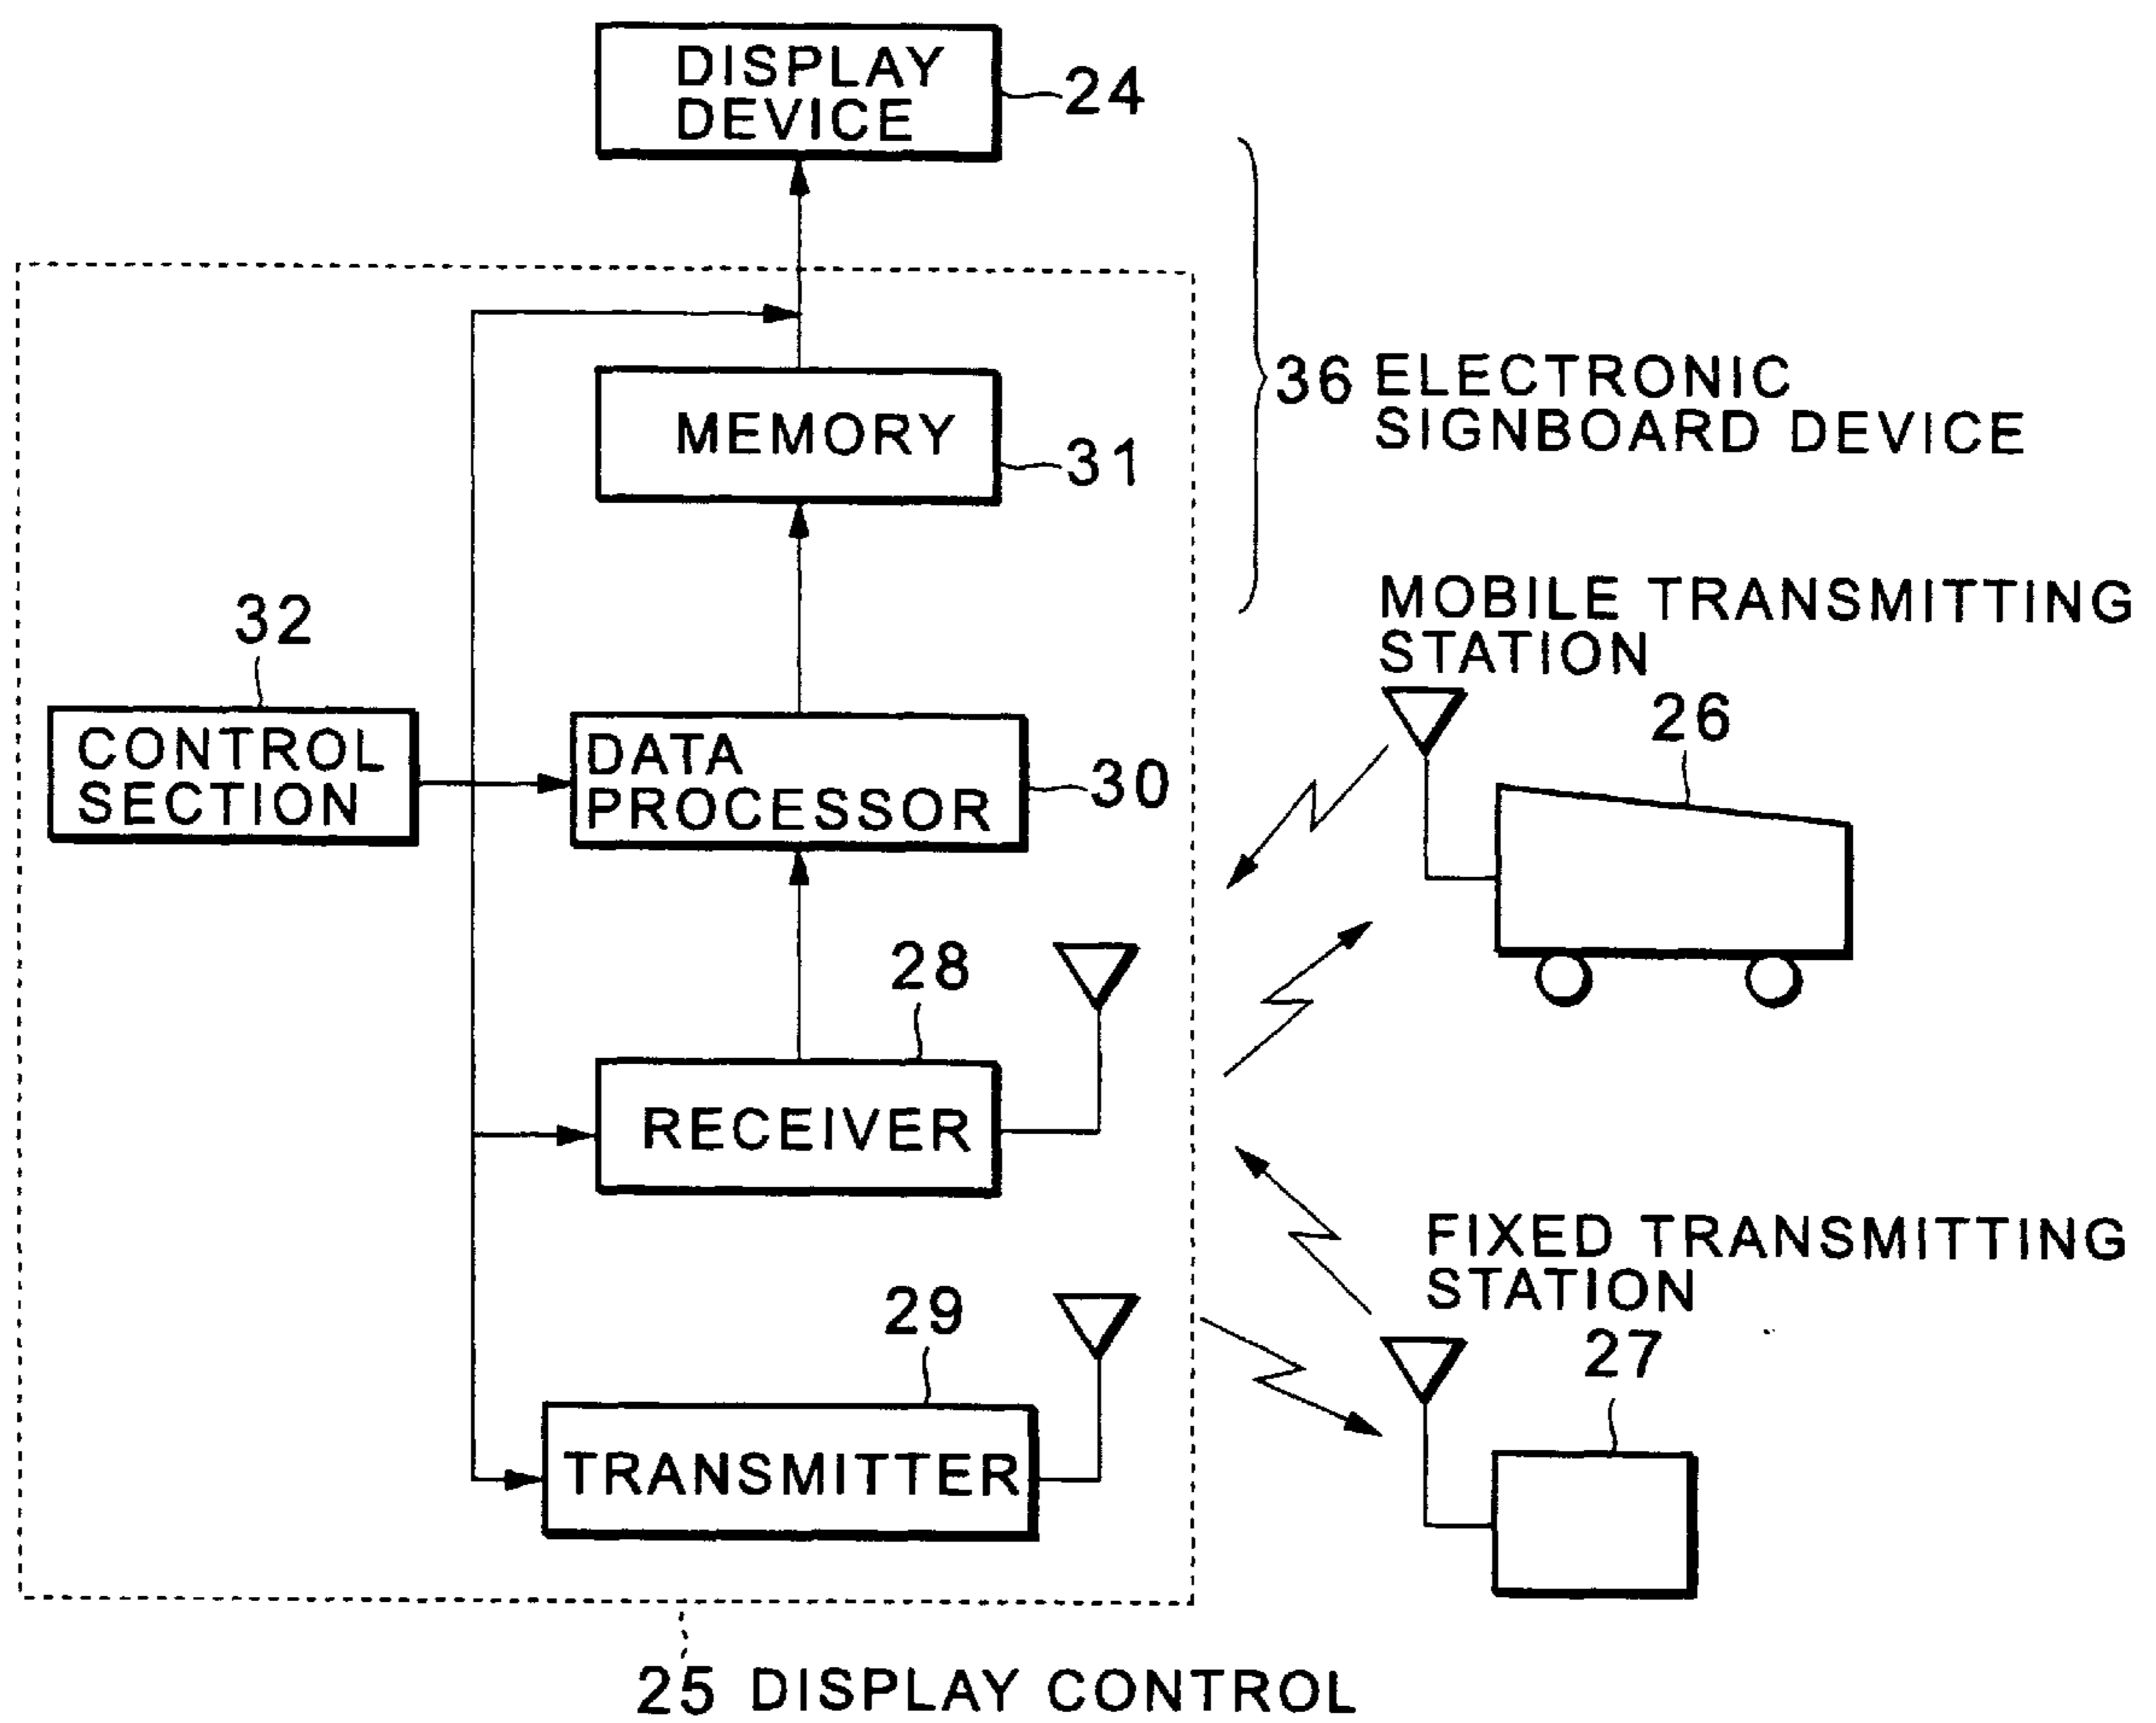 DISPLAY
DEVICE
24
36 ELECTRONIC
SIGNBOARD DEVICE
MEMORY
31
32
CONTROL
SECTION
DATA
PROCESSOR
30
MOBILE TRANSMITTING
STATION
26
28
RECEIVER
29
TRANSMITTER
FIXED TRANSMITTING
STATION
27
25 DISPLAY CONTROL